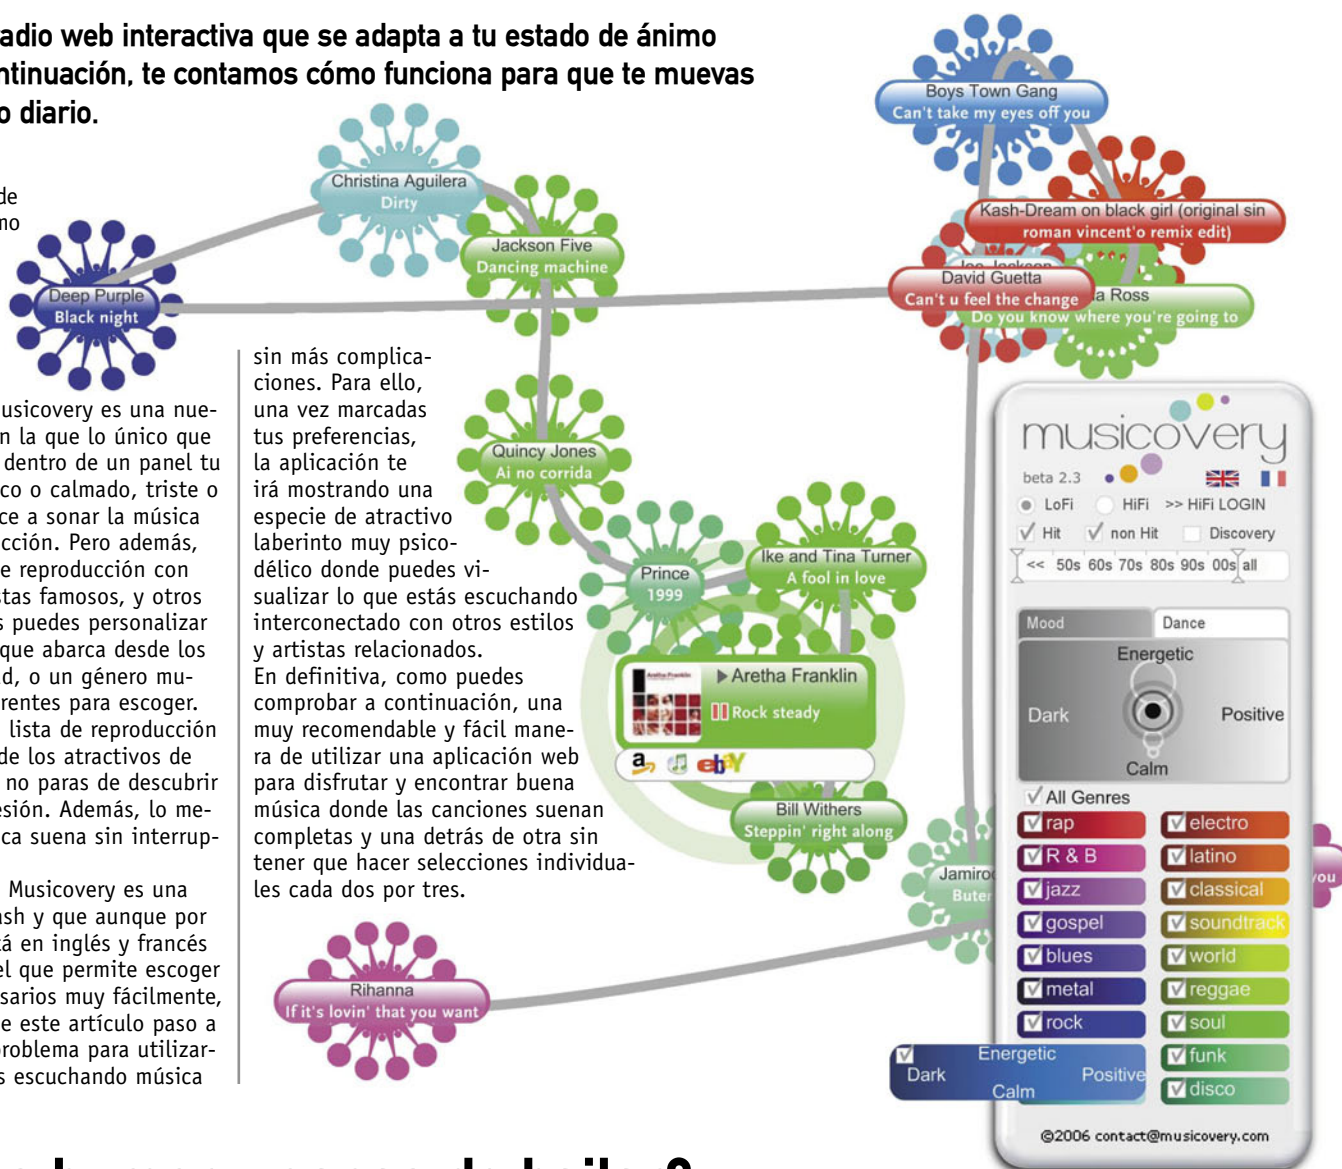 adio web interactiva que se adapta a tu estado de ánimo
ntinuación, te contamos cómo funciona para que te muevas
o diario.
de
mo
usicovery es una nue-
n la que lo único que
dentro de un panel tu
co o calmado, triste o
ce a sonar la música
cción. Pero además,
e reproducción con
stas famosos, y otros
s puedes personalizar
que abarca desde los
ad, o un género mu-
rentes para escoger.
lista de reproducción
de los atractivos de
no paras de descubrir
esión. Además, lo me-
ca suena sin interrup-
Musicovery es una
ash y que aunque por
tá en inglés y francés
el que permite escoger
sarios muy fácilmente,
e este artículo paso a
problema para utilizar-
s escuchando música
sin más complica-
ciones. Para ello,
una vez marcadas
tus preferencias,
la aplicación te
irá mostrando una
especie de atractivo
laberinto muy psico-
délico donde puedes vi-
sualizar lo que estás escuchando
interconectado con otros estilos
y artistas relacionados.
En definitiva, como puedes
comprobar a continuación, una
muy recomendable y fácil mane-
ra de utilizar una aplicación web
para disfrutar y encontrar buena
música donde las canciones suenan
completas y una detrás de otra sin
tener que hacer selecciones individua-
les cada dos por tres.
Deep Purple
Black night
Christina Aguilera
Dirty
Jackson Five
Dancing machine
Quincy Jones
Ai no corrida
Prince
1999
Ike and Tina Turner
A fool in love
Aretha Franklin
Aretha Franklin
Rock steady
a
ebaY
Bill Withers
Steppin' right along
Rihanna
If it's lovin' that you want
Boys Town Gang
Can't take my eyes off you
Kash-Dream on black girl (original sin
roman vincent'o remix edit)
Joe Jackson
David Guetta
Can't u feel the change
a Ross
Do you know where you're going to
Jamiroc
Buter
you
musicovery
beta 2.3
LoFi HiFi >> HiFi LOGIN
Hit non Hit Discovery
<< 50s 60s 70s 80s 90s 00s all
Mood Dance
Energetic
Dark Positive
Calm
All Genres
rap electro
R & B latino
jazz classical
gospel soundtrack
blues world
metal reggae
rock soul
funk
disco
Energetic
Dark Positive
Calm
©2006 contact@musicovery.com